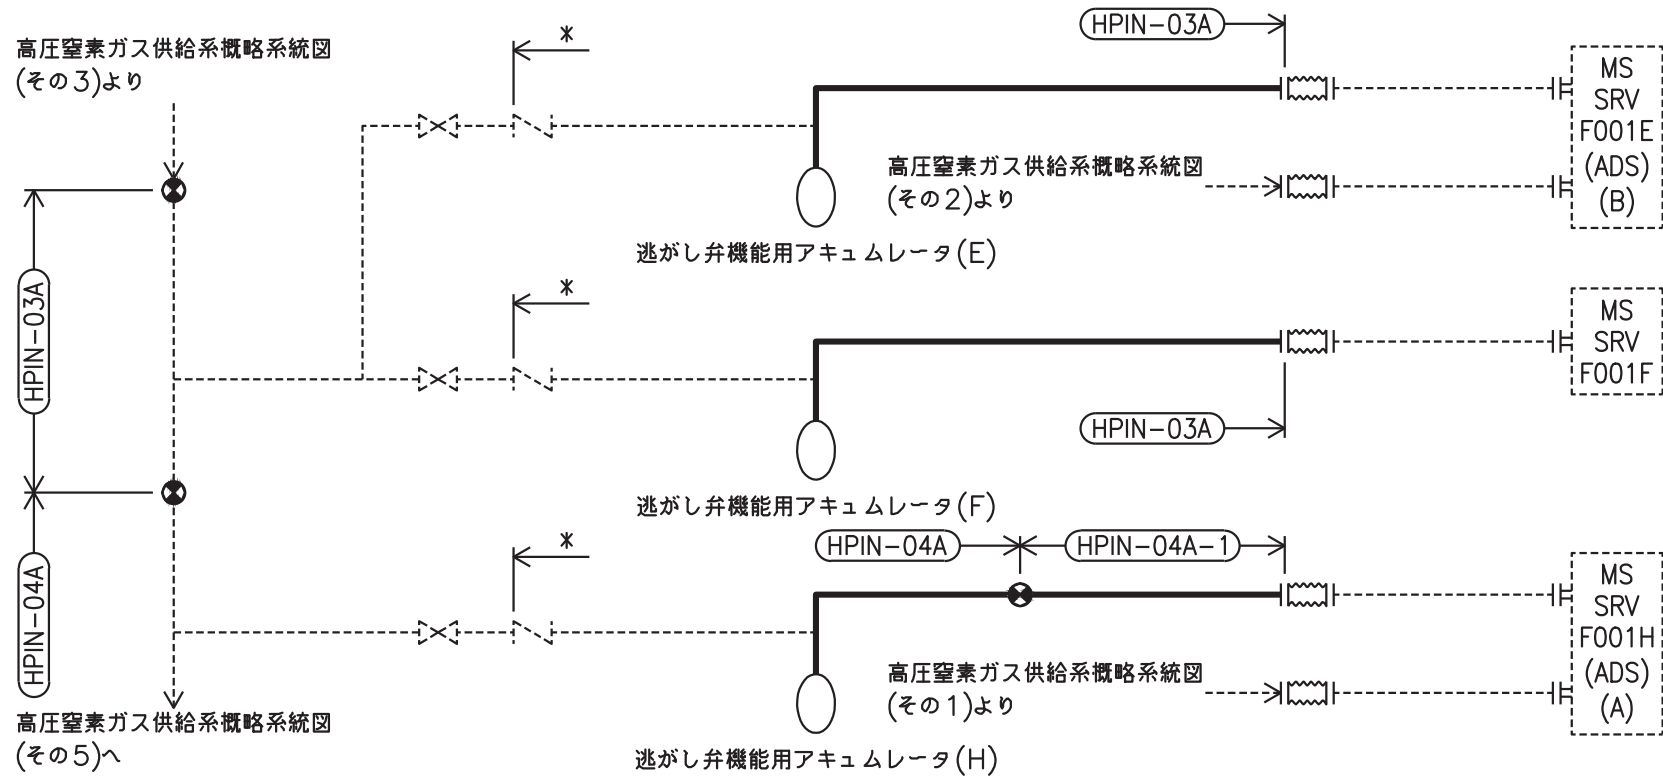 高圧窒素ガス供給系概略系統図
(その3)より
HPIN-03A
HPIN-04A
高圧窒素ガス供給系概略系統図
(その5)へ
*
HPIN-03A
高圧窒素ガス供給系概略系統図
(その2)より
逃がし弁機能用アキュムレータ(E)
MS
SRV
F001E
(ADS)
(B)
*
HPIN-03A
逃がし弁機能用アキュムレータ(F)
MS
SRV
F001F
*
HPIN-04A
HPIN-04A-1
高圧窒素ガス供給系概略系統図
(その1)より
逃がし弁機能用アキュムレータ(H)
MS
SRV
F001H
(ADS)
(A)